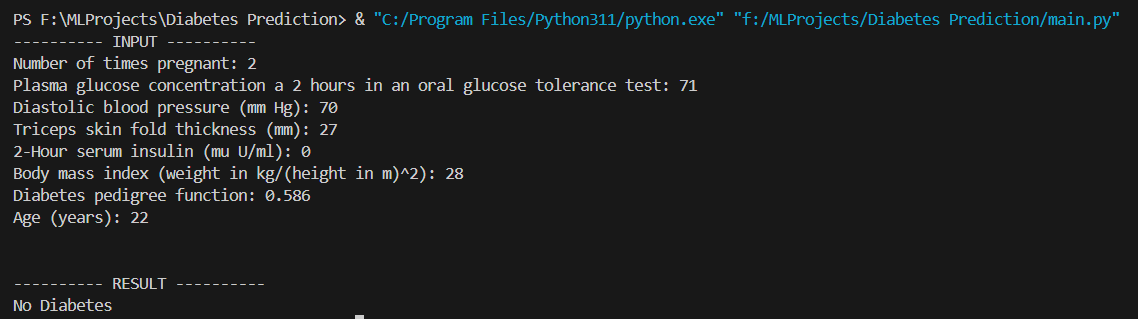 PS F:\MLProjects\Diabetes Prediction> & "C:/Program Files/Python311/python.exe" "f:/MLProjects/Diabetes Prediction/main.py"
---------- INPUT ----------
Number of times pregnant: 2
Plasma glucose concentration a 2 hours in an oral glucose tolerance test: 71
Diastolic blood pressure (mm Hg): 70
Triceps skin fold thickness (mm): 27
2-Hour serum insulin (mu U/ml): 0
Body mass index (weight in kg/(height in m)^2): 28
Diabetes pedigree function: 0.586
Age (years): 22
---------- RESULT ----------
No Diabetes